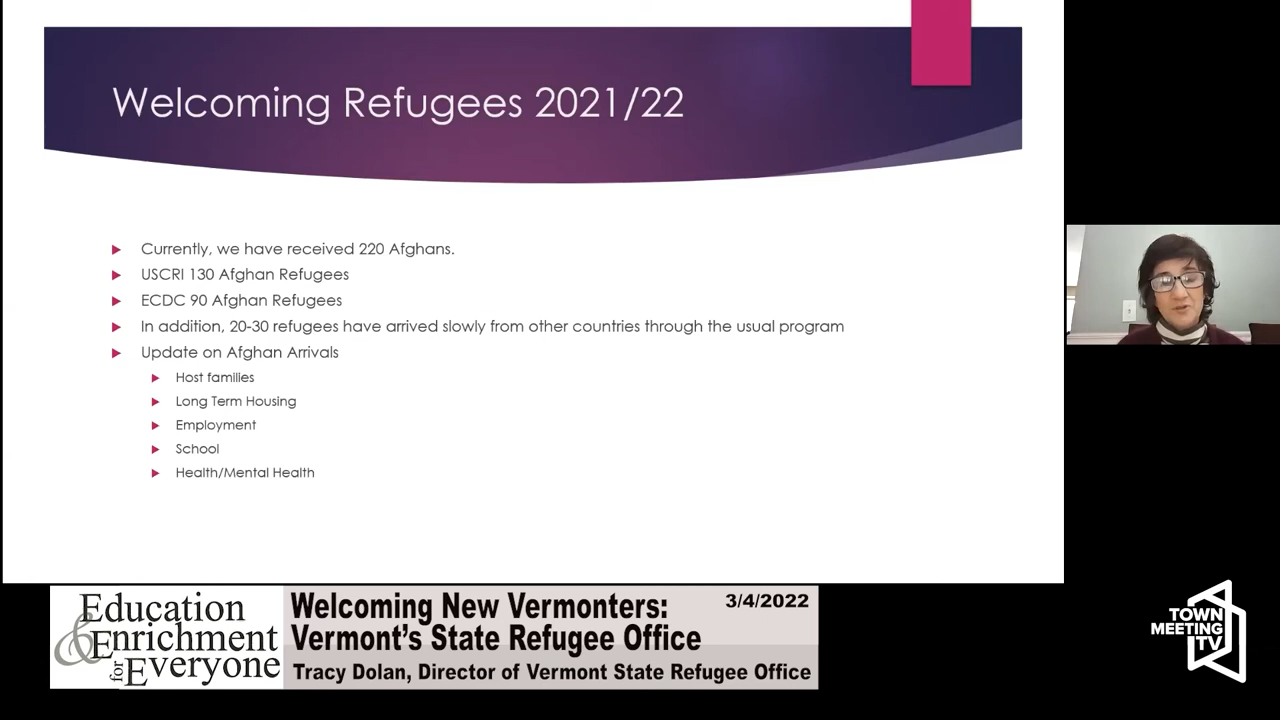 Welcoming Refugees 2021/22
Currently, we have received 220 Afghans.
USCRI 130 Afghan Refugees
ECDC 90 Afghan Refugees
In addition, 20-30 refugees have arrived slowly from other countries through the usual program
Update on Afghan Arrivals
Host families
Long Term Housing
Employment
School
Health/Mental Health
Education
& Enrichment
for Everyone
Welcoming New Vermonters:
3/4/2022
Vermont's State Refugee Office
Tracy Dolan, Director of Vermont State Refugee Office
TOWN
MEETING
TV